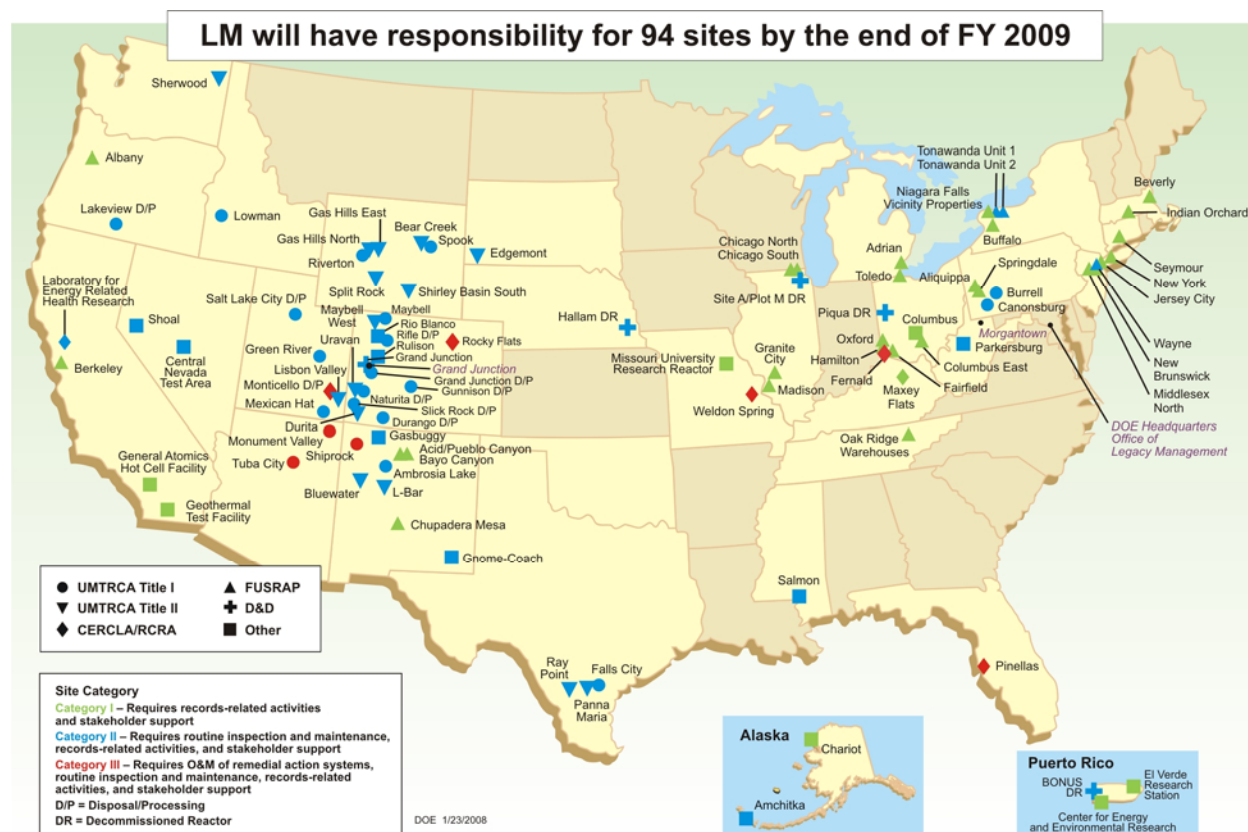 LM will have responsibility for 94 sites by the end of FY 2009
Sherwood
Albany
Lakeview D/P
Lowman
Gas Hills East
Gas Hills North
Riverton
Bear Creek
Spook
Edgemont
Split Rock
Shirley Basin South
Laboratory for
Energy Related
Health Research
Shoal
Berkeley
Central
Nevada
Test Area
Salt Lake City D/P
Maybell
West
Maybell
Rio Blanco
Rifle D/P
Rulison
Uravan
Grand Junction
Grand Junction
Grand Junction D/P
Gunnison D/P
Rocky Flats
Green River
Lisbon Valley
Monticello D/P
Mexican Hat
Naturita D/P
Slick Rock D/P
Durango D/P
Durita
Monument Valley
Gasbuggy
Shiprock
Tuba City
Acid/Pueblo Canyon
Bayo Canyon
Ambrosia Lake
Bluewater
L-Bar
Chupadera Mesa
Gnome-Coach
General Atomics
Hot Cell Facility
Geothermal
Test Facility
Hallam DR
Chicago North
Chicago South
Site A/Plot M DR
Missouri University
Research Reactor
Granite
City
Madison
Weldon Spring
Adrian
Toledo
Piqua DR
Oxford
Hamilton
Fernald
Columbus
Columbus East
Fairfield
Maxey
Flats
Oak Ridge
Warehouses
Parkersburg
Morgantown
Aliquippa
Springdale
Burrell
Canonsburg
Tonawanda Unit 1
Tonawanda Unit 2
Niagara Falls
Vicinity Properties
Buffalo
Beverly
Indian Orchard
Seymour
New York
Jersey City
Wayne
New
Brunswick
Middlesex
North
DOE Headquarters
Office of
Legacy Management
Salmon
Pinellas
Ray
Point
Falls City
Panna
Maria
UMTRCA Title I
FUSRAP
UMTRCA Title II
D&D
CERCLA/RCRA
Other
Site Category
Category I – Requires records-related activities
and stakeholder support
Category II – Requires routine inspection and maintenance,
records-related activities, and stakeholder support
Category III – Requires O&M of remedial action systems,
routine inspection and maintenance, records-related
activities, and stakeholder support
D/P = Disposal/Processing
DR = Decommissioned Reactor
DOE 1/23/2008
Alaska
Chariot
Amchitka
Puerto Rico
BONUS
DR
El Verde
Research
Station
Center for Energy
and Environmental Research